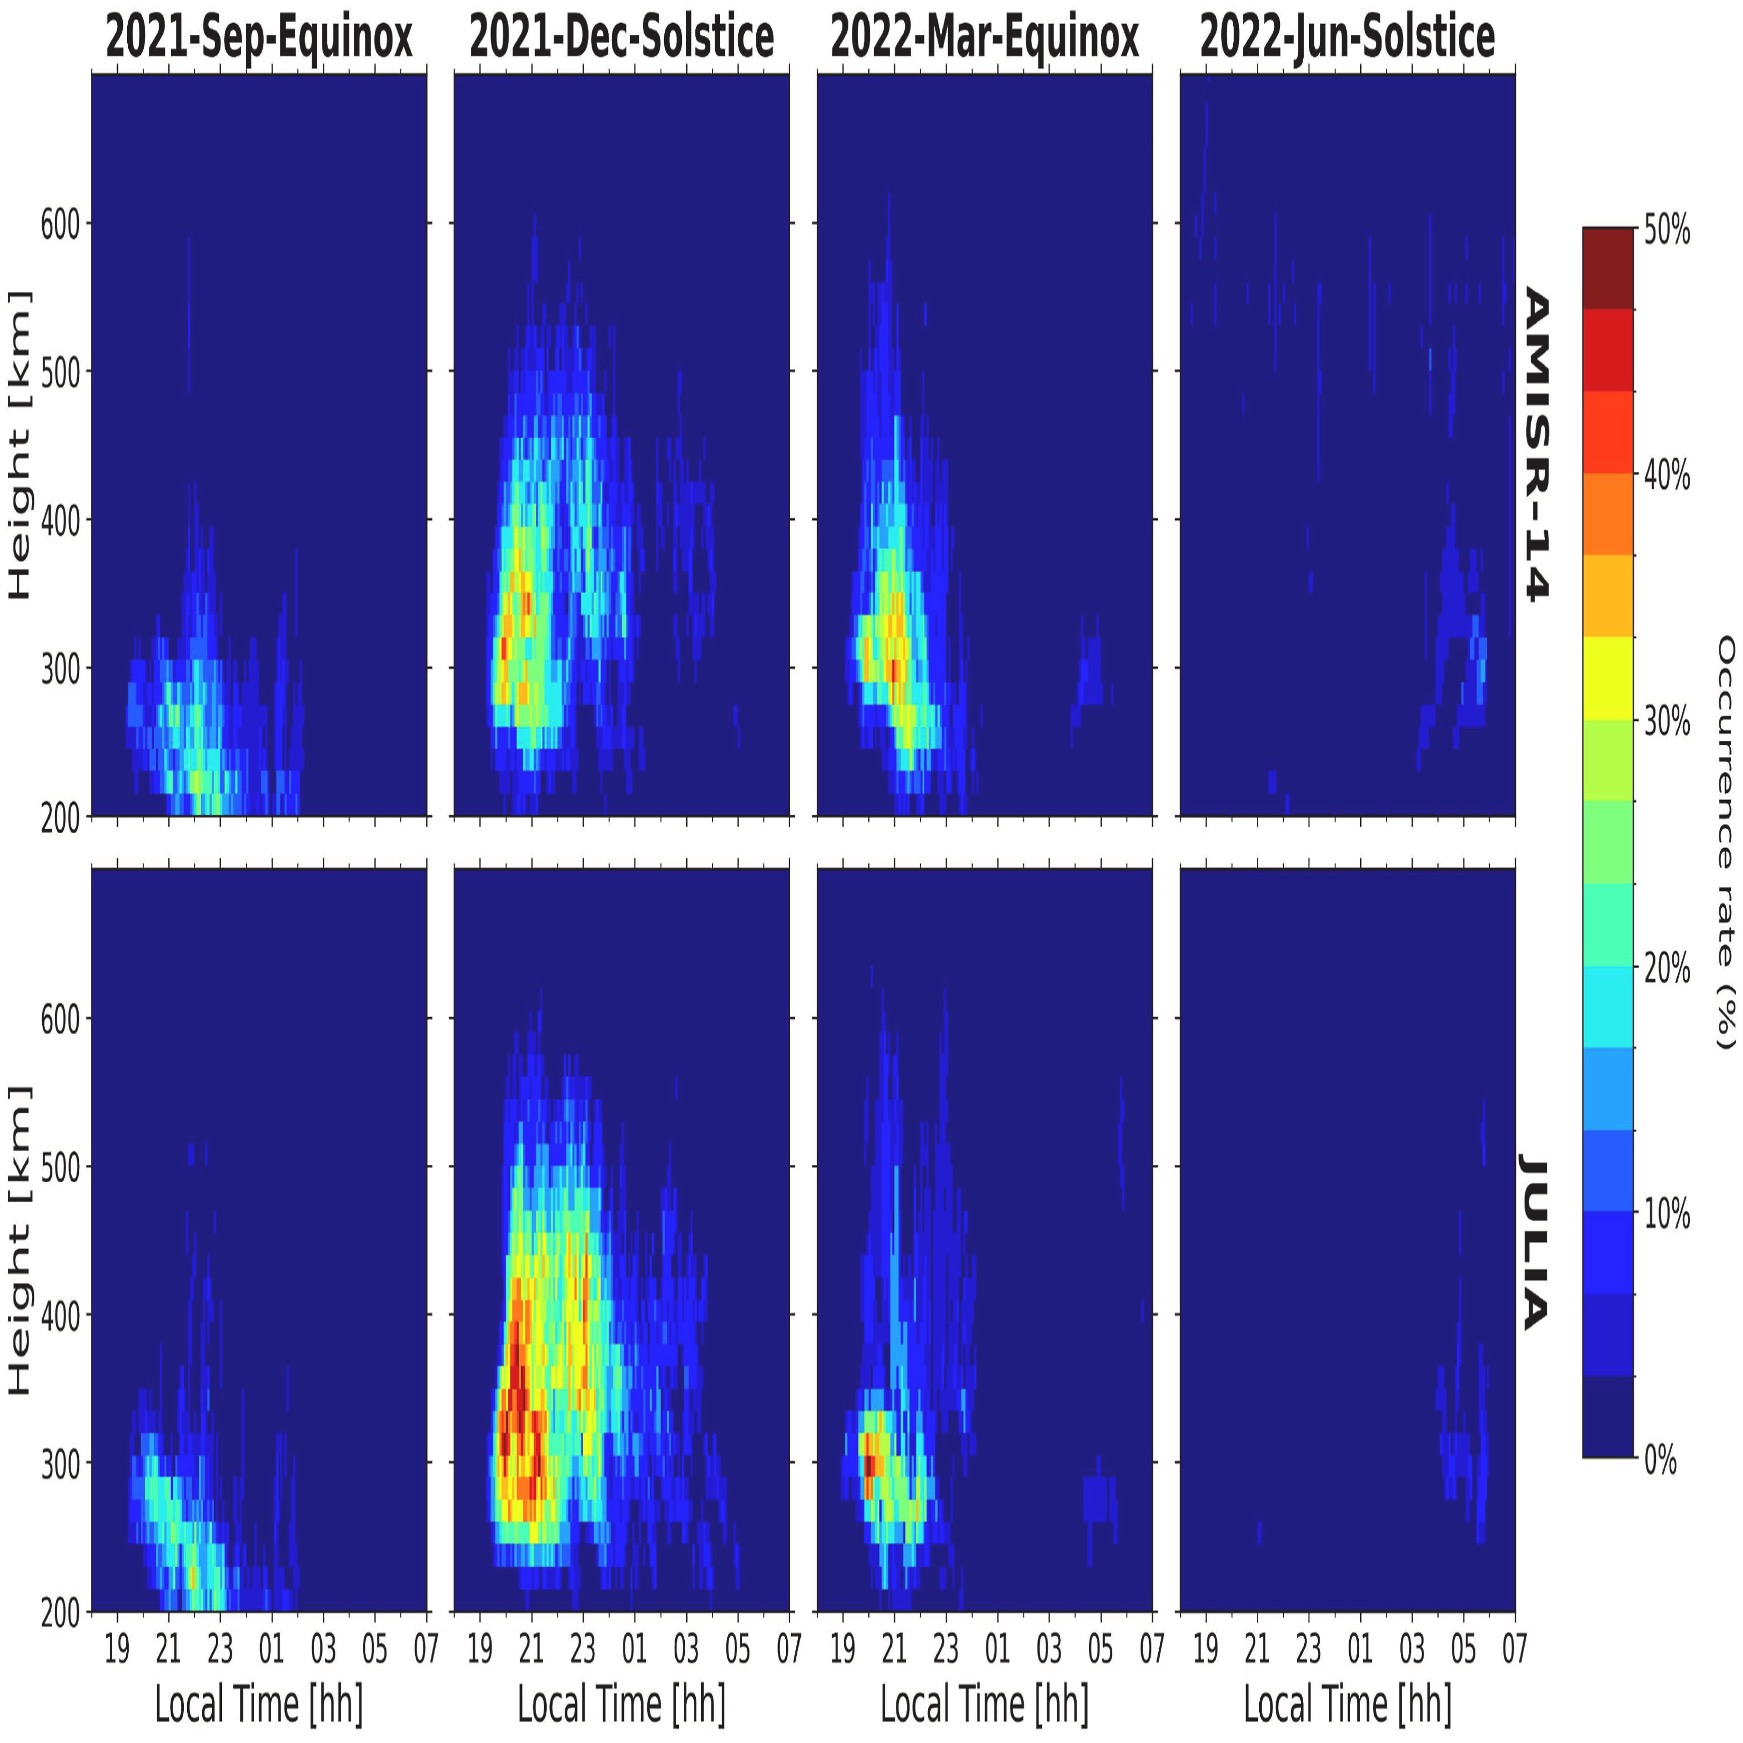 2021-Sep-Equinox 2021-Dec-Solstice 2022-Mar-Equinox 2022-Jun-Solstice
Height [km]
600
500
400
300
200
AMISR-14
Height [km]
600
500
400
300
200
JULIA
19 21 23 01 03 05 07 19 21 23 01 03 05 07 19 21 23 01 03 05 07 19 21 23 01 03 05 07
Local Time [hh] Local Time [hh] Local Time [hh] Local Time [hh]
50%
40%
30%
20%
10%
0%
Occurrence rate (%)